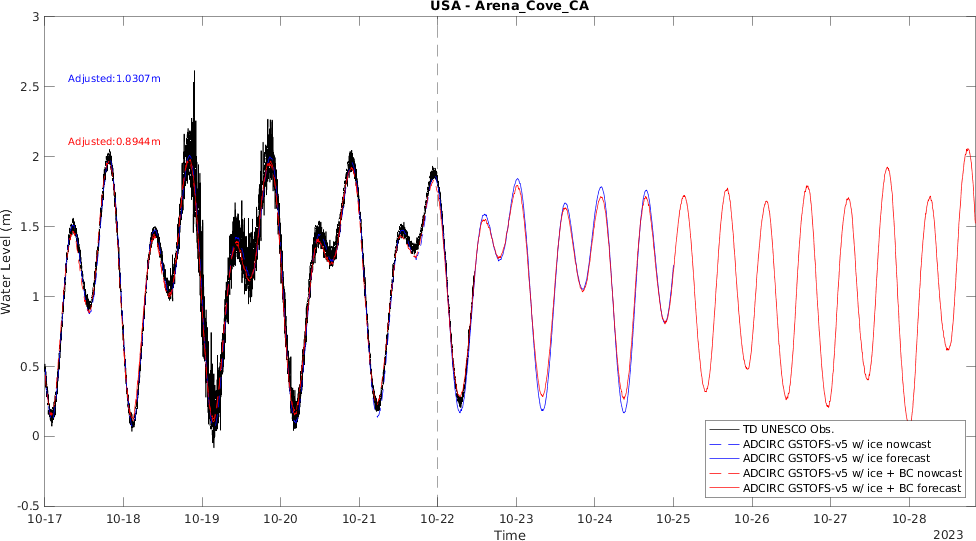 USA - Arena_Cove_CA
3
2.5
2
1.5
1
0.5
0
-0.5
Water Level (m)
Adjusted:1.0307m
Adjusted:0.8944m
TD UNESCO Obs.
ADCIRC GSTOFS-v5 w/ ice nowcast
ADCIRC GSTOFS-v5 w/ ice forecast
ADCIRC GSTOFS-v5 w/ ice + BC nowcast
ADCIRC GSTOFS-v5 w/ ice + BC forecast
10-17 10-18 10-19 10-20 10-21 10-22 10-23 10-24 10-25 10-26 10-27 10-28
Time
2023